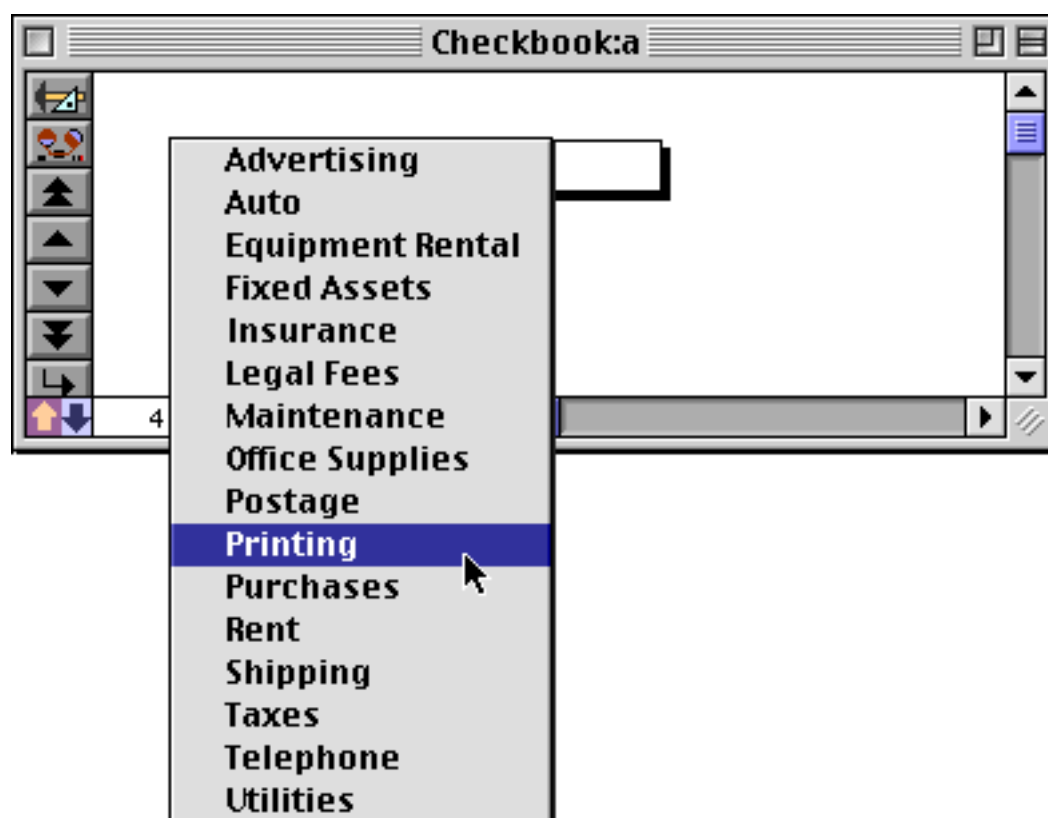 Checkbook:a
Advertising
Auto
Equipment Rental
Fixed Assets
Insurance
Legal Fees
Maintenance
4
Office Supplies
Postage
Printing
Purchases
Rent
Shipping
Taxes
Telephone
Utilities